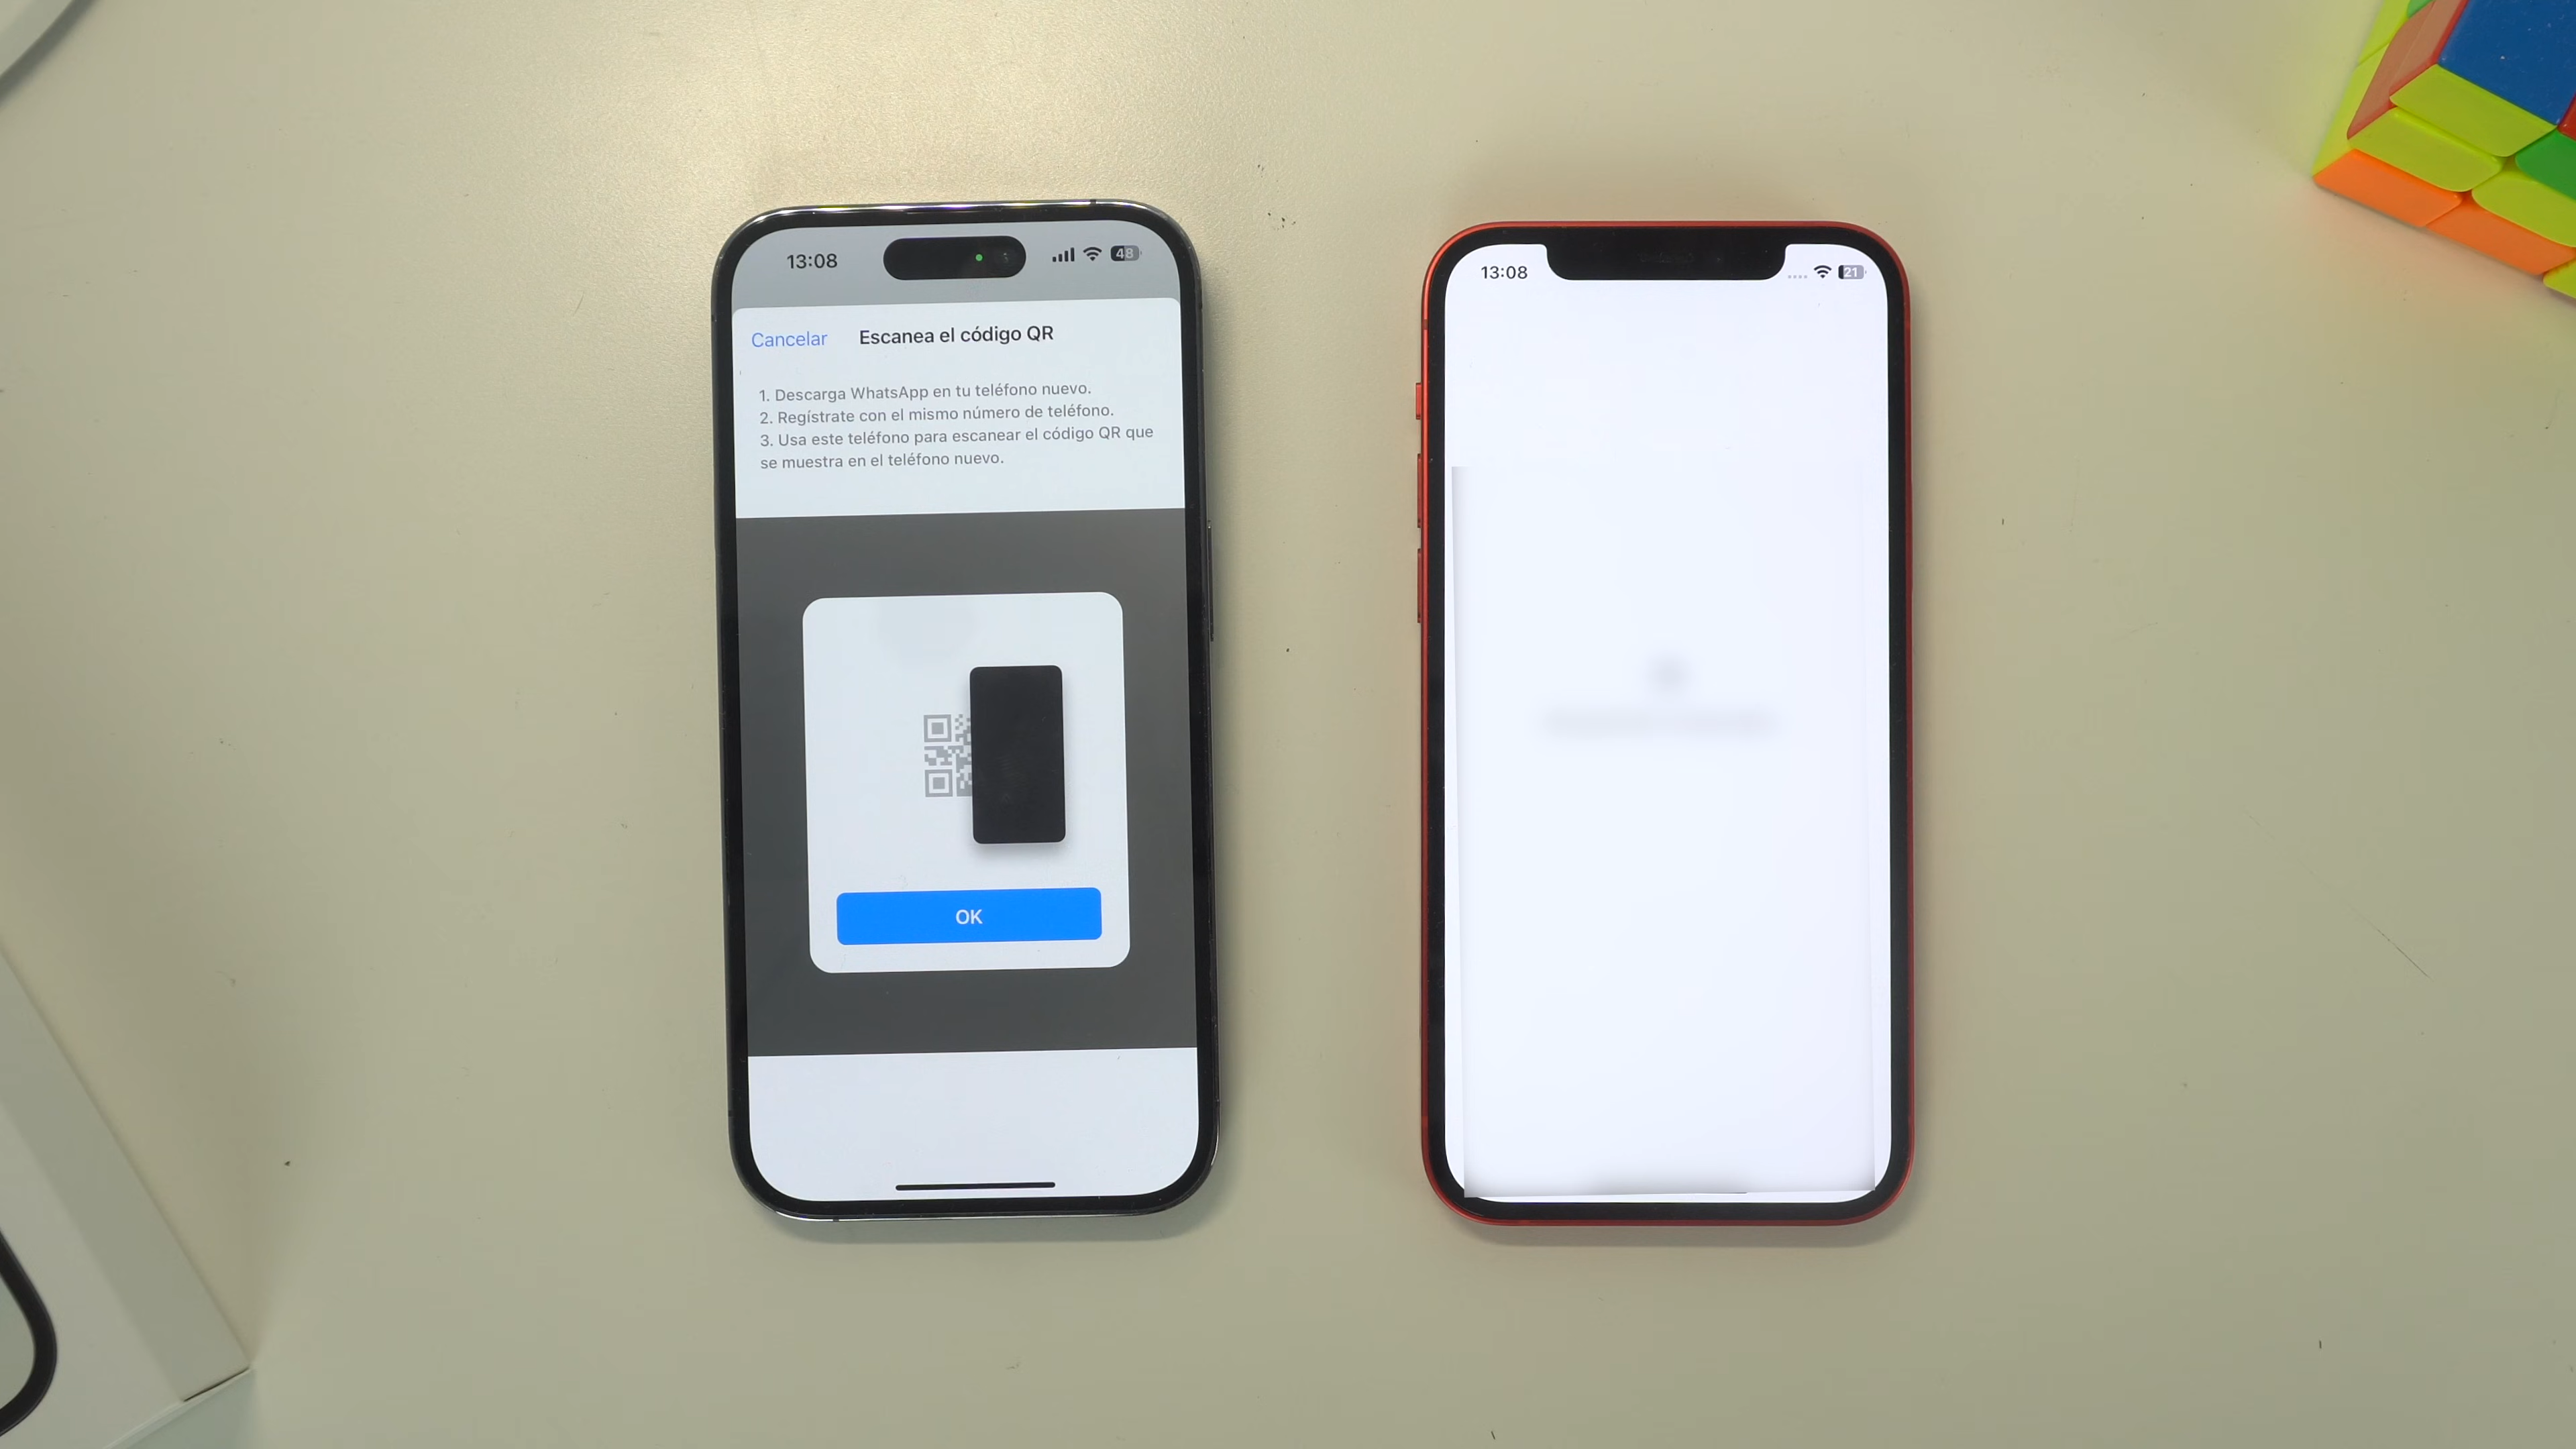 13:08
48
Cancelar
Escanea el código QR
1. Descarga WhatsApp en tu teléfono nuevo.
2. Regístrate con el mismo número de teléfono.
3. Usa este teléfono para escanear el código QR que
se muestra en el teléfono nuevo.
OK
13:08
21